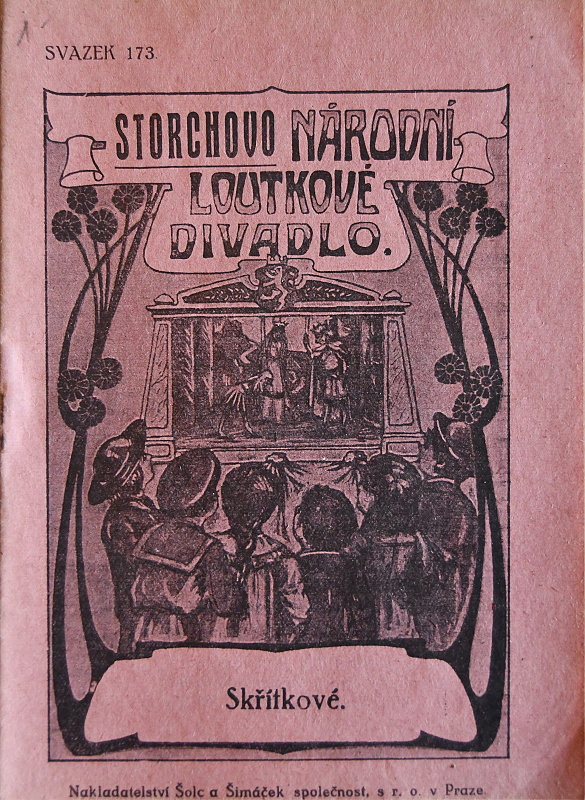 SVAZEK 173.
STORCHOVO NÁRODNÍ
LOUTKOVÉ
DIVADLO.
Skřítkové.
Nakladatelství Šolc a Šimáček společnost, s r. o. v Praze.